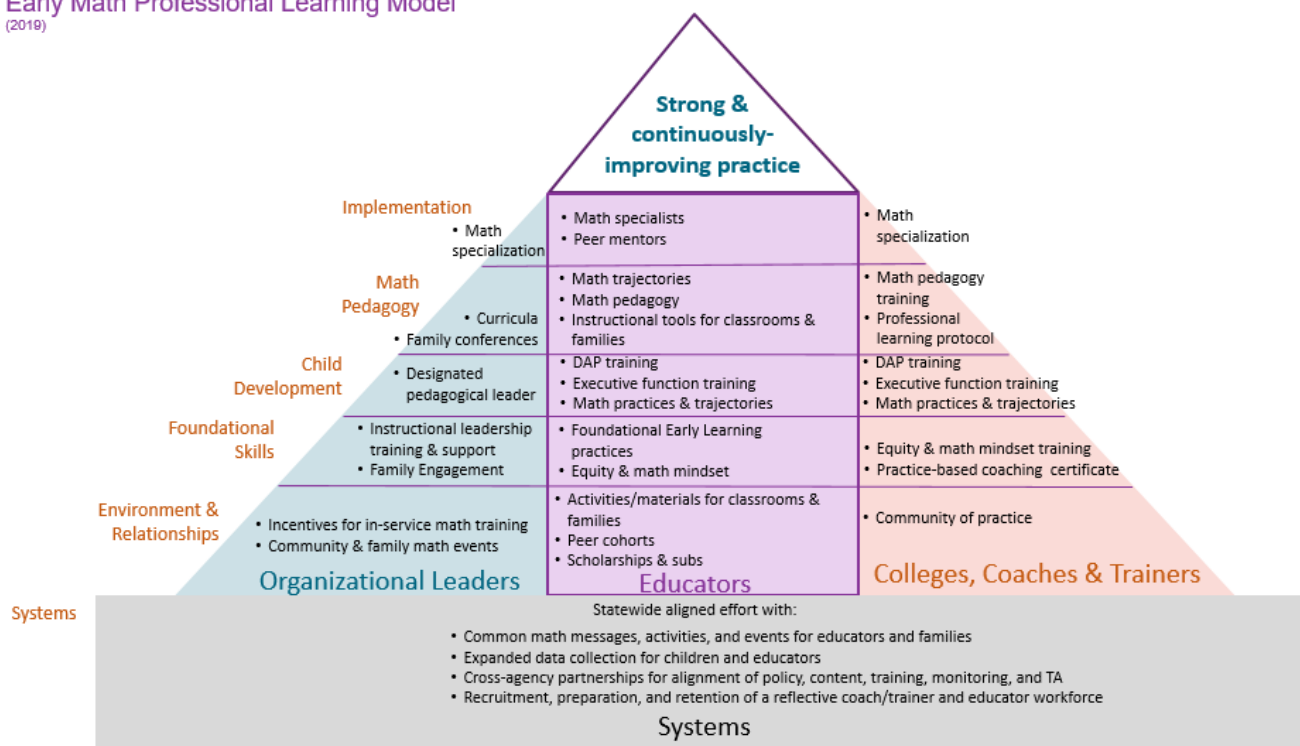 Early Math Professional Learning Model
(2019)
Strong &
continuously-
improving practice
Implementation
• Math
specialization
• Math specialists
• Peer mentors
• Math
specialization
Math
Pedagogy
• Curricula
• Family conferences
• Math trajectories
• Math pedagogy
• Instructional tools for classrooms &
families
• Math pedagogy
training
• Professional
learning protocol
Child
Development
• Designated
pedagogical leader
• DAP training
• Executive function training
• Math practices & trajectories
• DAP training
• Executive function training
• Math practices & trajectories
Foundational
Skills
• Instructional leadership
training & support
• Family Engagement
• Foundational Early Learning
practices
• Equity & math mindset
• Equity & math mindset training
• Practice-based coaching certificate
Environment &
Relationships
• Incentives for in-service math training
• Community & family math events
• Activities/materials for classrooms &
families
• Peer cohorts
• Scholarships & subs
• Community of practice
Organizational Leaders
Educators
Colleges, Coaches & Trainers
Systems
Statewide aligned effort with:
• Common math messages, activities, and events for educators and families
• Expanded data collection for children and educators
• Cross-agency partnerships for alignment of policy, content, training, monitoring, and TA
• Recruitment, preparation, and retention of a reflective coach/trainer and educator workforce
Systems